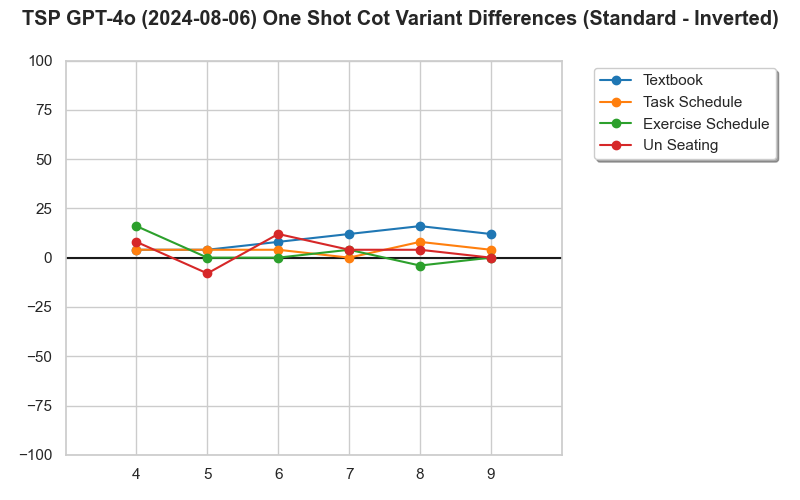 TSP GPT-4o (2024-08-06) One Shot Cot Variant Differences (Standard - Inverted)
100
75
50
25
0
−25
−50
−75
−100
4 5 6 7 8 9
Textbook
Task Schedule
Exercise Schedule
Un Seating